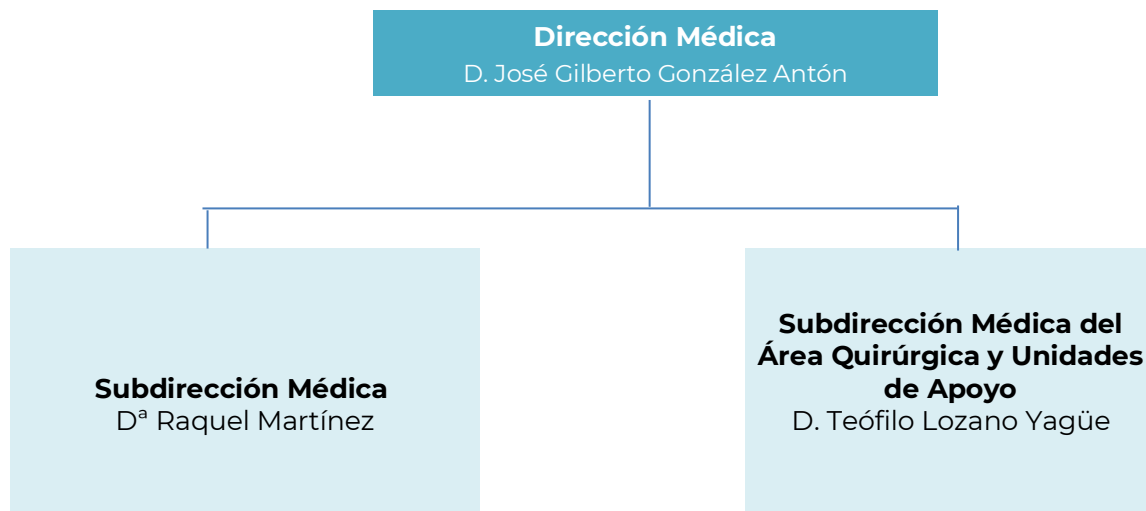 Dirección Médica
D. José Gilberto González Antón
Subdirección Médica
Dª Raquel Martínez
Subdirección Médica del
Área Quirúrgica y Unidades
de Apoyo
D. Teófilo Lozano Yagüe